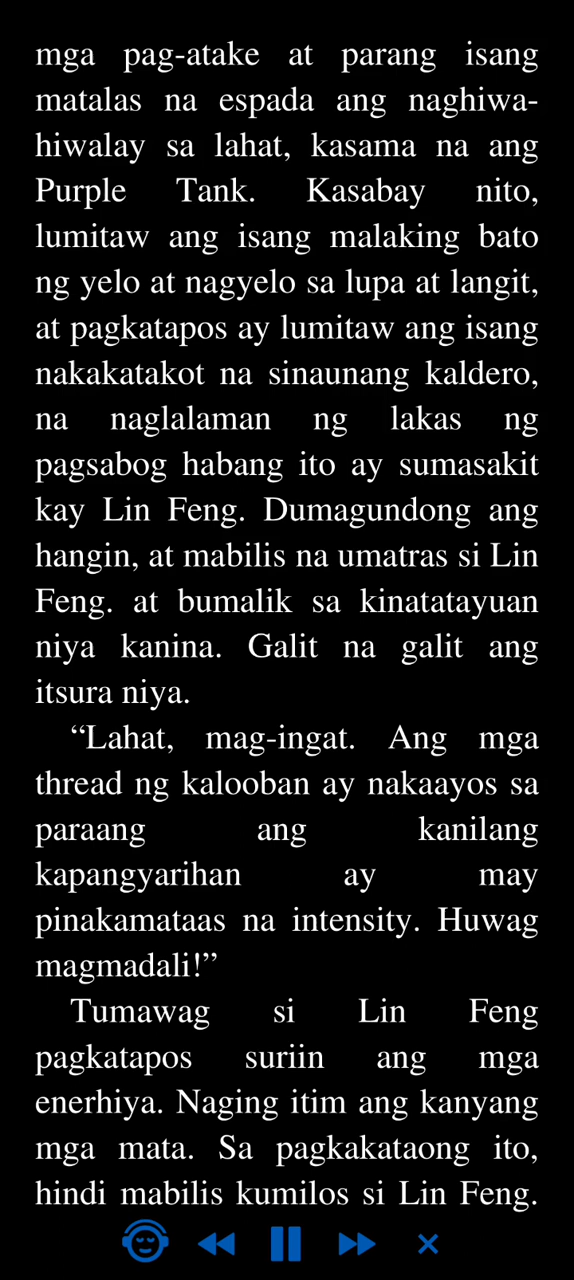 mga pag-atake at parang isang
matalas na espada ang naghiwa-
hiwalay sa lahat, kasama na ang
Purple Tank. Kasabay nito,
lumitaw ang isang malaking bato
ng yelo at nagyelo sa lupa at langit,
at pagkatapos ay lumitaw ang isang
nakakatakot na sinaunang kaldero,
na naglalaman ng lakas ng
pagsabog habang ito ay sumasakit
kay Lin Feng. Dumagundong ang
hangin, at mabilis na umatras si Lin
Feng. at bumalik sa kinatatayuan
niya kanina. Galit na galit ang
itsura niya.
“Lahat, mag-ingat. Ang mga
thread ng kalooban ay nakaayos sa
paraang ang kanilang
kapangyarihan ay may
pinakamataas na intensity. Huwag
magmadali!”
Tumawag si Lin Feng
pagkatapos suriin ang mga
enerhiya. Naging itim ang kanyang
mga mata. Sa pagkakataong ito,
hindi mabilis kumilos si Lin Feng.